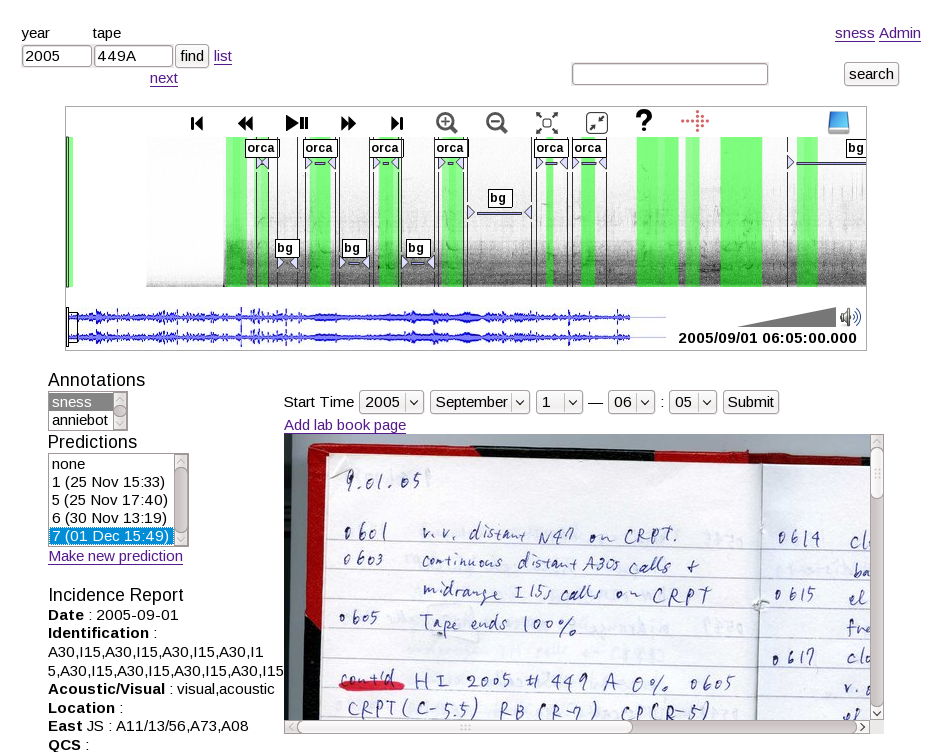 year tape
2005 449A find list
next
sness Admin
search
?
orca orca orca orca orca orca bg
bg
bg bg bg
2005/09/01 06:05:00.000
Annotations
sness
anniebot
Predictions
none
1 (25 Nov 15:33)
5 (25 Nov 17:40)
6 (30 Nov 13:19)
7 (01 Dec 15:49)
Make new prediction
Incidence Report
Date : 2005-09-01
Identification :
A30,I15,A30,I15,A30,I15,A30,I1
5,A30,I15,A30,I15,A30,I15,A30,I15
Acoustic/Visual : visual,acoustic
Location :
East JS : A11/13/56,A73,A08
QCS :
Start Time 2005 September 1 — 06 : 05 Submit
Add lab book page
9.01.05
0601 v.v. distant N47 on CRPT.
0603 continuous distant A30s calls +
midrange I15s calls on CRPT
0605 Tape ends 100%
cont'd HI 2005 # 449 A 0% 0605
CRPT (C-5.5) RB (R-7) CP (R-5)
0614 cl
ba
0615 el
fre
0617 clo
v. 
of